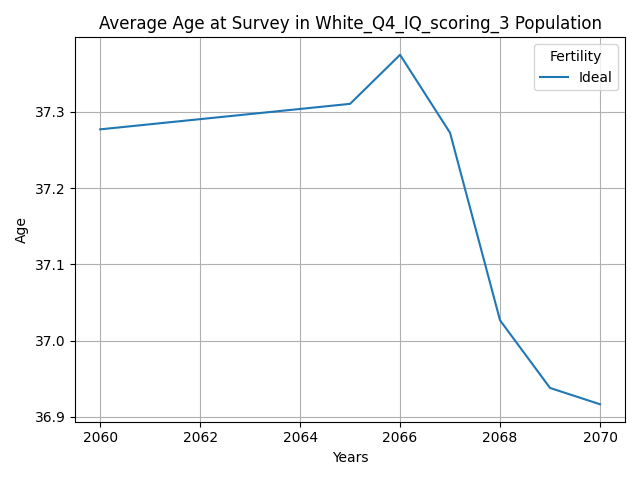 Average Age at Survey in White_Q4_IQ_scoring_3 Population
Fertility
Ideal
37.3
37.2
37.1
37.0
36.9
Age
2060
2062
2064
2066
2068
2070
Years